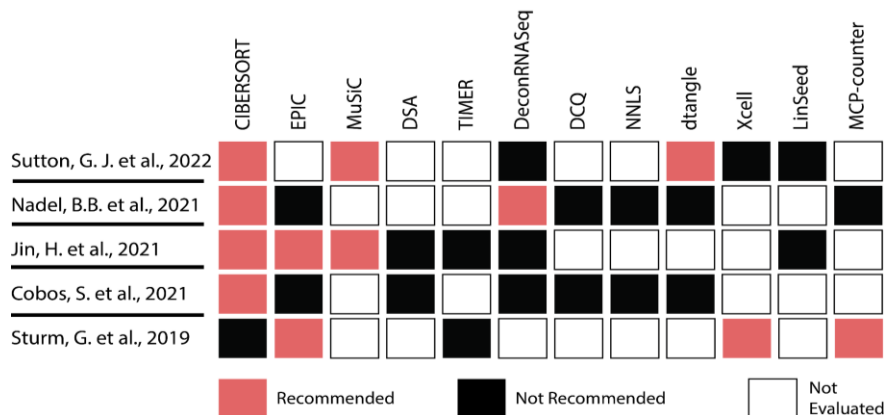 CIBERSORT
EPIC
MuSiC
DSA
TIMER
DeconRNASeq
DCQ
NNLS
dtangle
Xcell
LinSeed
MCP-counter
Sutton, G. J. et al., 2022
Nadel, B.B. et al., 2021
Jin, H. et al., 2021
Cobos, S. et al., 2021
Sturm, G. et al., 2019
Recommended
Not Recommended
Not
Evaluated